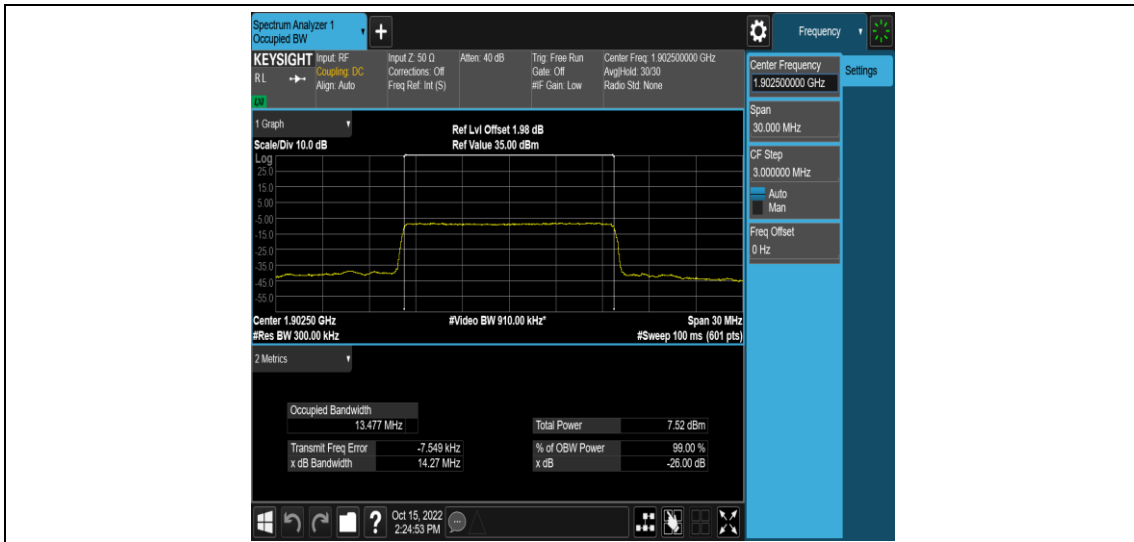 Spectrum Analyzer 1
Occupied BW
+
Frequency
KEYSIGHT
RL
LXI
Input: RF
Coupling: DC
Align: Auto
Input Z: 50 Ω
Corrections: Off
Freq Ref: Int (S)
Atten: 40 dB
Trig: Free Run
Gate: Off
#IF Gain: Low
Center Freq: 1.902500000 GHz
Avg|Hold: 30/30
Radio Std: None
Center Frequency
1.902500000 GHz
Settings
Span
30.000 MHz
CF Step
3.000000 MHz
Auto
Man
Freq Offset
0 Hz
1 Graph
Scale/Div 10.0 dB
Ref Lvl Offset 1.98 dB
Ref Value 35.00 dBm
Log
25.0
15.0
5.00
-5.00
-15.0
-25.0
-35.0
-45.0
-55.0
Center 1.90250 GHz
#Video BW 910.00 kHz*
Span 30 MHz
#Res BW 300.00 kHz
#Sweep 100 ms (601 pts)
2 Metrics
Occupied Bandwidth
13.477 MHz
Total Power 7.52 dBm
Transmit Freq Error -7.549 kHz
% of OBW Power 99.00 %
x dB Bandwidth 14.27 MHz
x dB -26.00 dB
?
Oct 15, 2022
2:24:53 PM